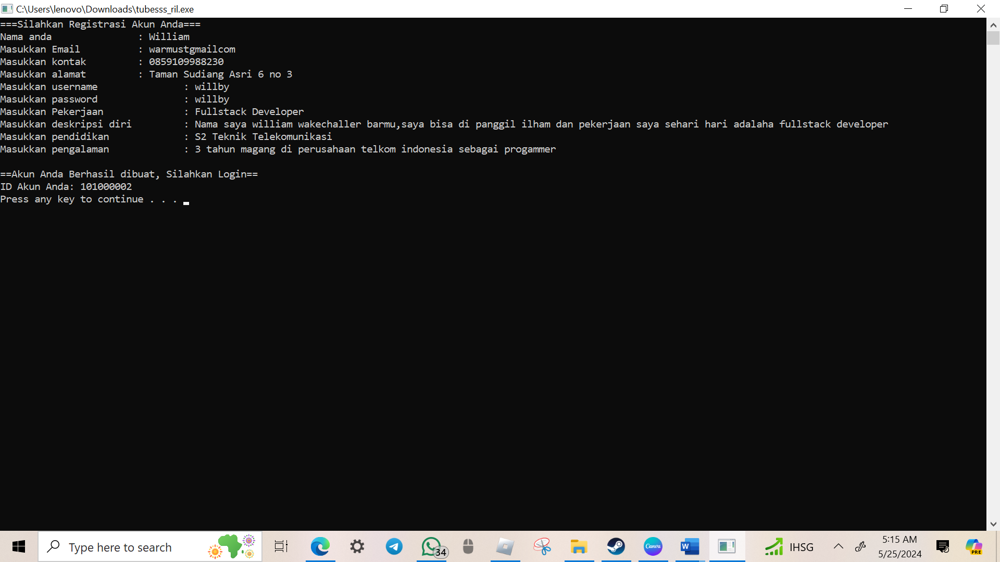 C:\Users\lenovo\Downloads\tubesss_ril.exe
===Silahkan Registrasi Akun Anda===
Nama anda : William
Masukkan Email : warmustgmailcom
Masukkan kontak : 0859109988230
Masukkan alamat : Taman Sudiang Asri 6 no 3
Masukkan username : willby
Masukkan password : willby
Masukkan Pekerjaan : Fullstack Developer
Masukkan deskripsi diri : Nama saya william wakechaller barmu,saya bisa di panggil ilham dan pekerjaan saya sehari hari adalaha fullstack developer
Masukkan pendidikan : S2 Teknik Telekomunikasi
Masukkan pengalaman : 3 tahun magang di perusahaan telkom indonesia sebagai progammer
==Akun Anda Berhasil dibuat, Silahkan Login==
ID Akun Anda: 101000002
Press any key to continue . . .
Type here to search
34
Canva
W
IHSG
5:15 AM
5/25/2024
PRE